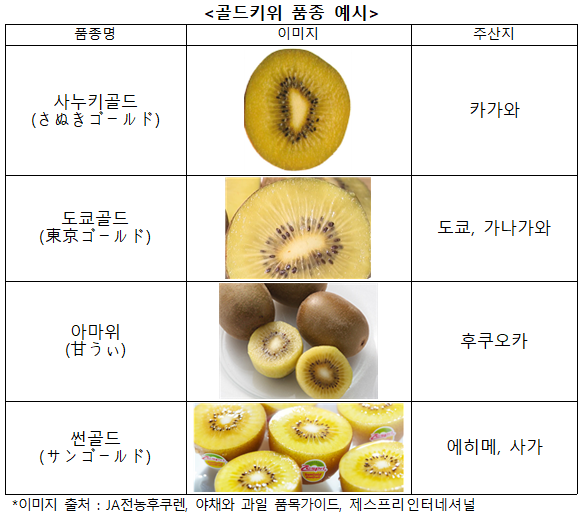 <골드키위 품종 예시>
품종명 이미지 주산지
사누키골드
(さぬきゴールド)
카가와
도쿄골드
(東京ゴールド)
도쿄, 가나가와
아마위
(甘うぃ)
후쿠오카
썬골드
(サンゴールド)
에히메, 사가
*이미지 출처 : JA전농후쿠렌, 야채와 과일 품목가이드, 제스프리인터네셔널